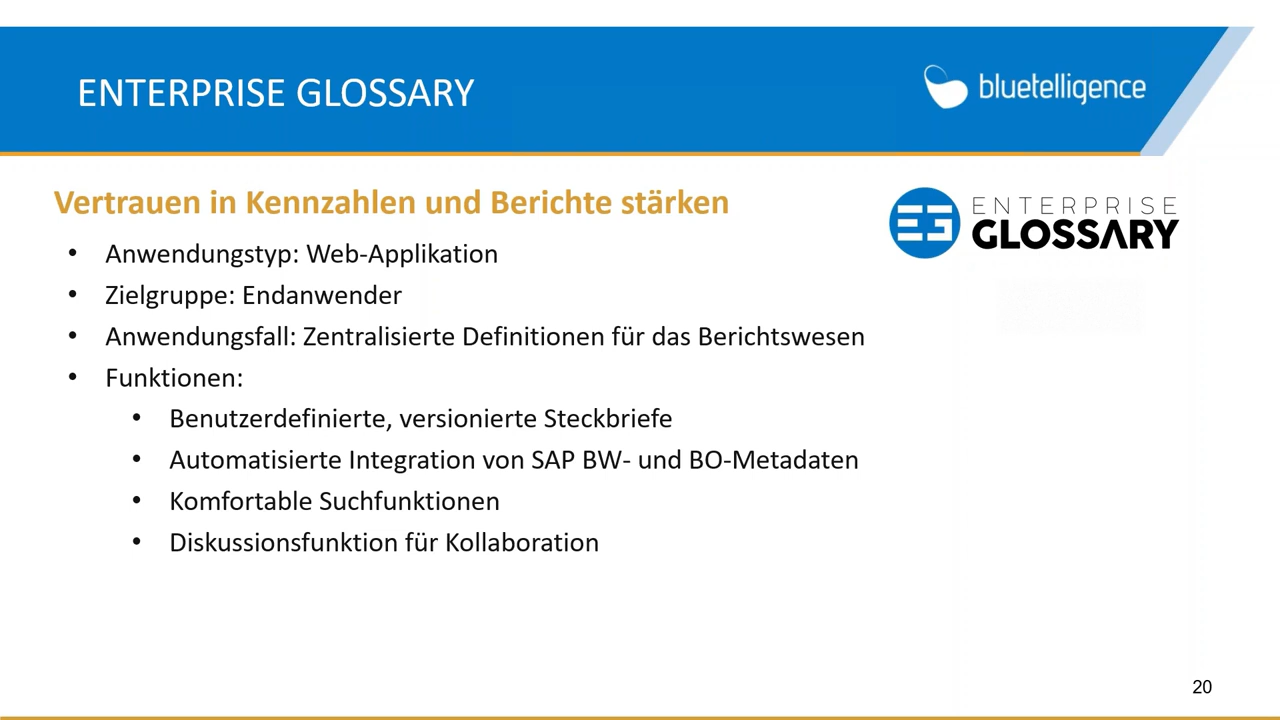 ENTERPRISE GLOSSARY
bluetelligence
Vertrauen in Kennzahlen und Berichte stärken
ENTERPRISE
GLOSSARY
• Anwendungstyp: Web-Applikation
• Zielgruppe: Endanwender
• Anwendungsfall: Zentralisierte Definitionen für das Berichtswesen
• Funktionen:
• Benutzerdefinierte, versionierte Steckbriefe
• Automatisierte Integration von SAP BW- und BO-Metadaten
• Komfortable Suchfunktionen
• Diskussionsfunktion für Kollaboration
20